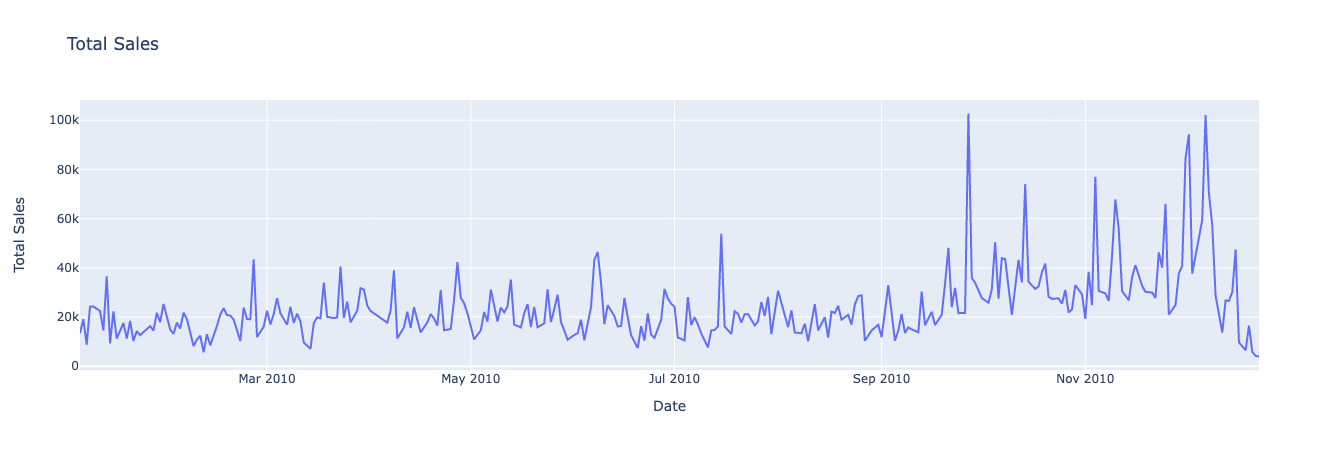 Total Sales
100k
80k
60k
40k
20k
0
Total Sales
Mar 2010
May 2010
Jul 2010
Sep 2010
Nov 2010
Date